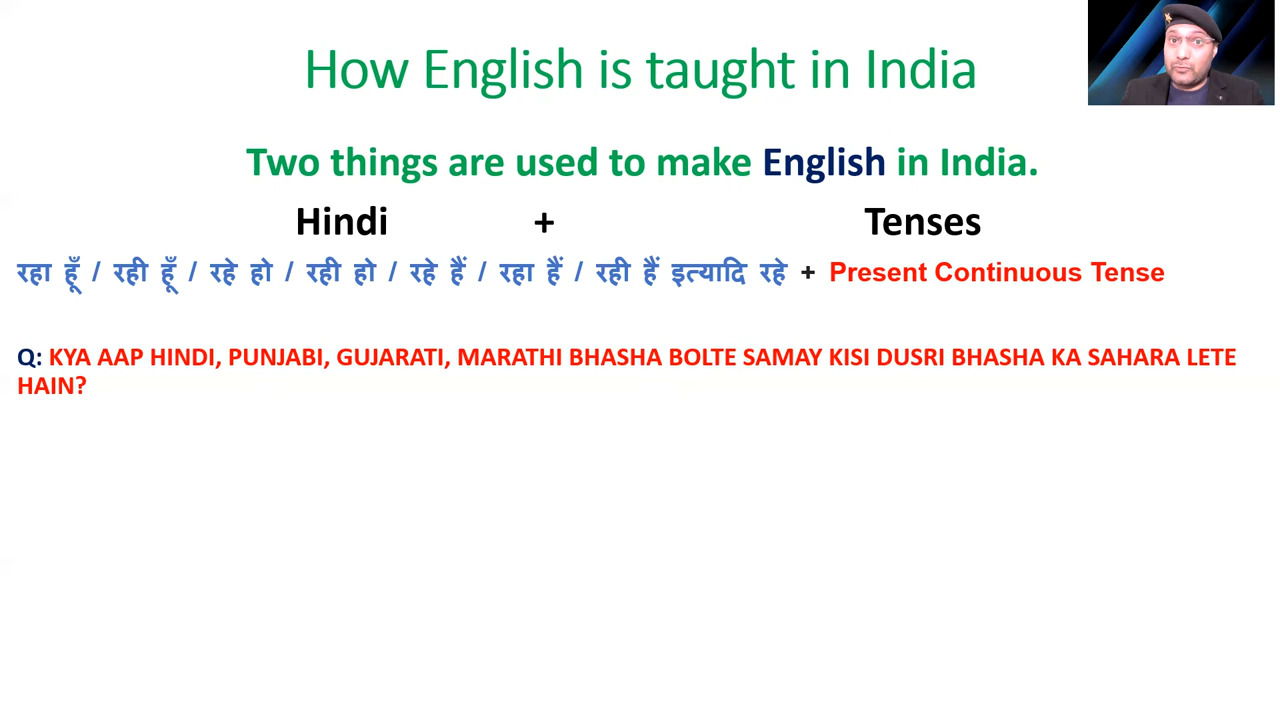 How English is taught in India
Two things are used to make English in India.
Hindi + Tenses
रहा हूँ / रही हूँ / रहे हो / रही हो / रहे हैं / रहा हैं / रही हैं इत्यादि रहे + Present Continuous Tense
Q: KYA AAP HINDI, PUNJABI, GUJARATI, MARATHI BHASHA BOLTE SAMAY KISI DUSRI BHASHA KA SAHARA LETE
HAIN?